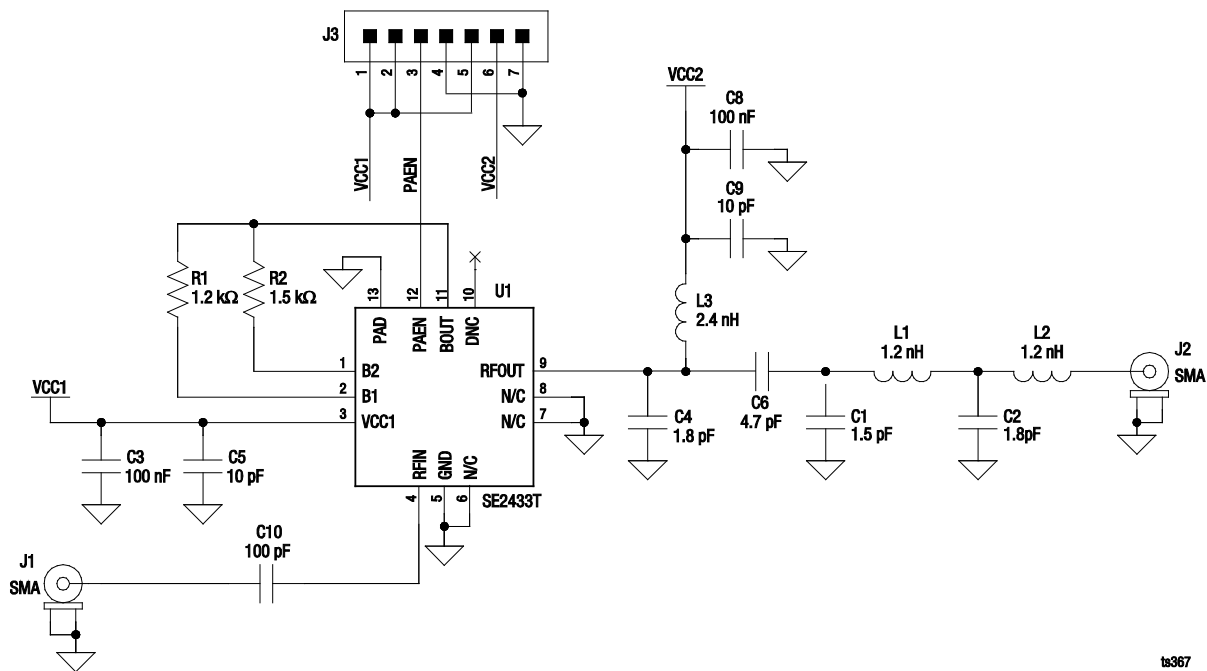 J3
1 2 3 4 5 6 7
VCC1
PAEN
VCC2
VCC2
C8
100 nF
C9
10 pF
L3
2.4 nH
R1
1.2 kΩ
R2
1.5 kΩ
13 12 11 10
U1
PAD PAEN BOUT DNC
1 B2
2 B1
3 VCC1
RFOUT 9
N/C 8
N/C 7
RFIN GND N/C
4 5 6
SE2433T
VCC1
C3
100 nF
C5
10 pF
C4
1.8 pF
C6
4.7 pF
L1
1.2 nH
C1
1.5 pF
L2
1.2 nH
C2
1.8pF
J2
SMA
C10
100 pF
J1
SMA
ts367